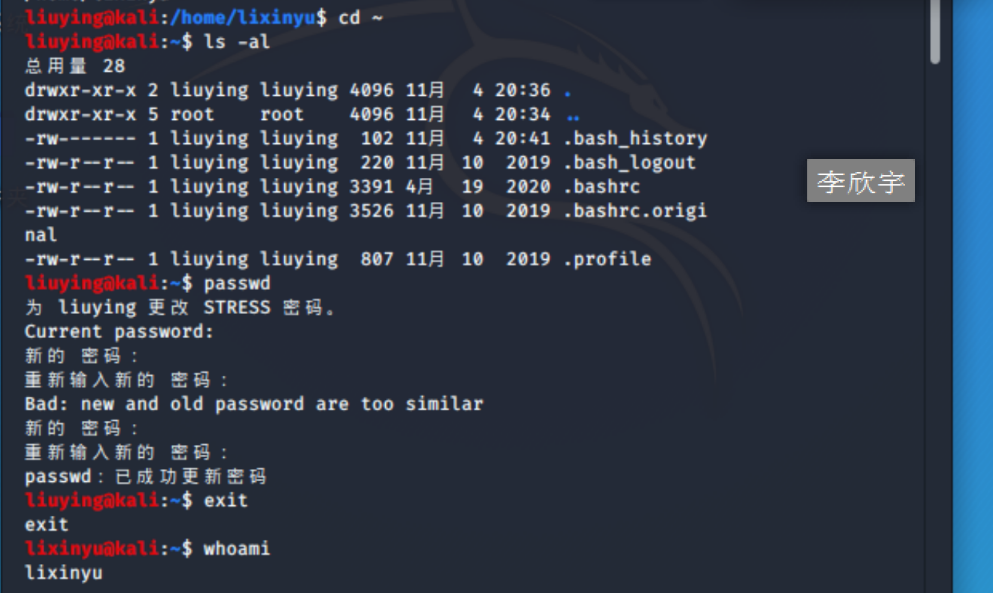 liuying@kali:/home/lixinyu$ cd ~
liuying@kali:~$ ls -al
总用量 28
drwxr-xr-x 2 liuying liuying 4096 11月  4 20:36 .
drwxr-xr-x 5 root    root    4096 11月  4 20:34 ..
-rw------- 1 liuying liuying  102 11月  4 20:41 .bash_history
-rw-r--r-- 1 liuying liuying  220 11月 10  2019 .bash_logout
-rw-r--r-- 1 liuying liuying 3391 4月  19  2020 .bashrc
-rw-r--r-- 1 liuying liuying 3526 11月 10  2019 .bashrc.origi
nal
-rw-r--r-- 1 liuying liuying  807 11月 10  2019 .profile
liuying@kali:~$ passwd
为 liuying 更改 STRESS 密码。
Current password:
新的 密码：
重新输入新的 密码：
Bad: new and old password are too similar
新的 密码：
重新输入新的 密码：
passwd：已成功更新密码
liuying@kali:~$ exit
exit
lixinyu@kali:~$ whoami
lixinyu
李欣宇